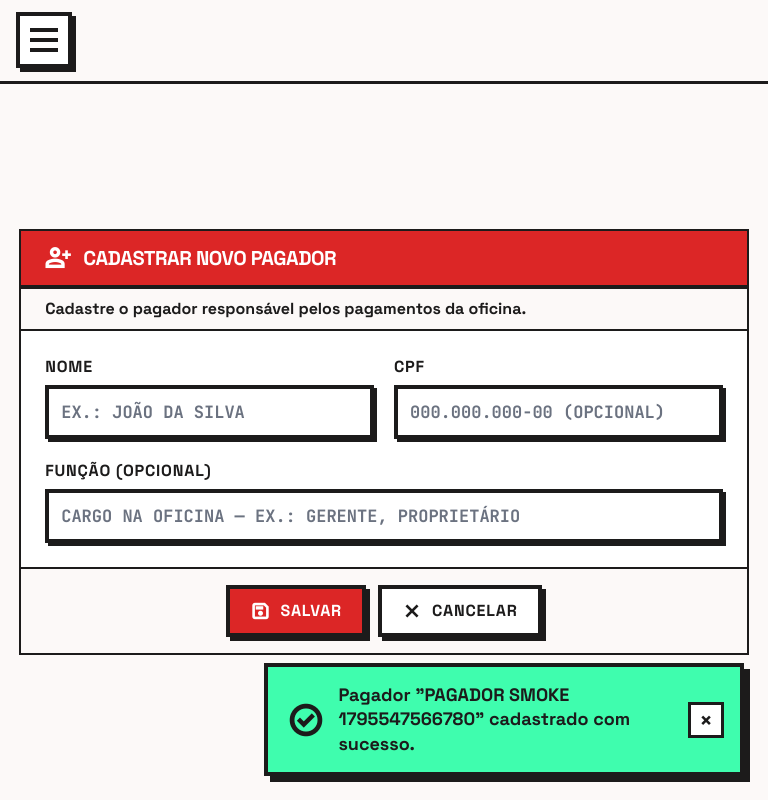 CADASTRAR NOVO PAGADOR
Cadastre o pagador responsável pelos pagamentos da oficina.
NOME
CPF
EX.: JOÃO DA SILVA
000.000.000-00 (OPCIONAL)
FUNÇÃO (OPCIONAL)
CARGO NA OFICINA — EX.: GERENTE, PROPRIETÁRIO
SALVAR
CANCELAR
Pagador "PAGADOR SMOKE
1795547566780" cadastrado com
sucesso.